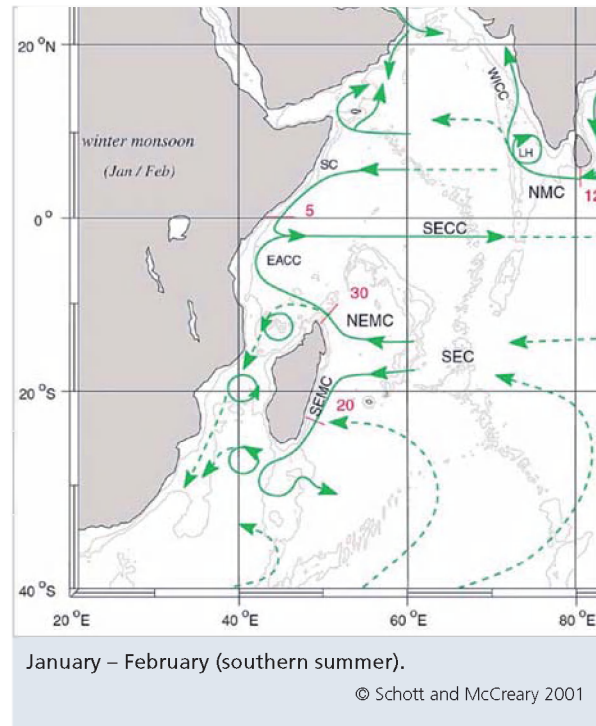 20 °N
WICC
winter monsoon
(Jan / Feb)
LH
SC
NMC
12
0°
5
SECC
EACC
30
NEMC
SEC
20 °S
SEMC
20
40 °S
20 °E
40 °E
60 °E
80 °E
January – February (southern summer).
© Schott and McCreary 2001